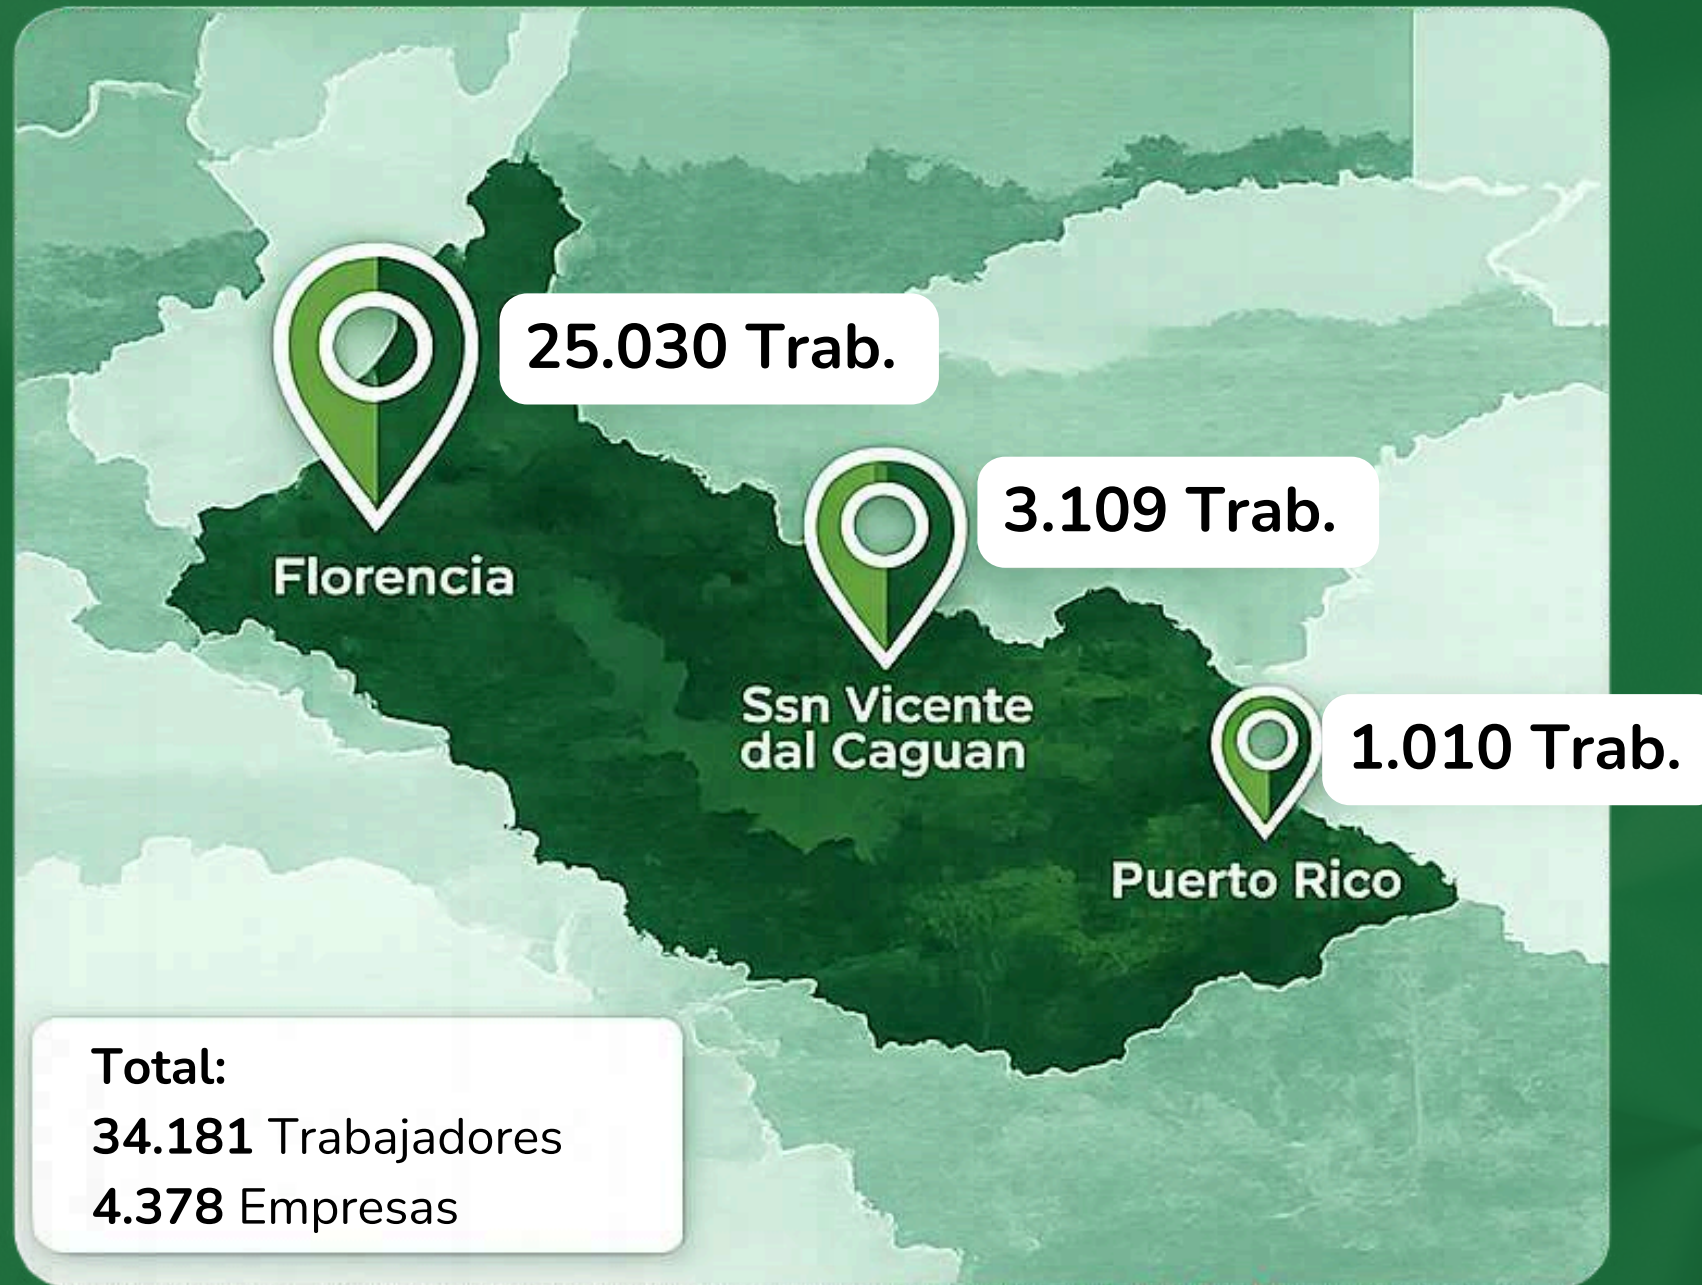 25.030 Trab.
Florencia
3.109 Trab.
Ssn Vicente
dal Caguan
1.010 Trab.
Puerto Rico
Total:
34.181 Trabajadores
4.378 Empresas